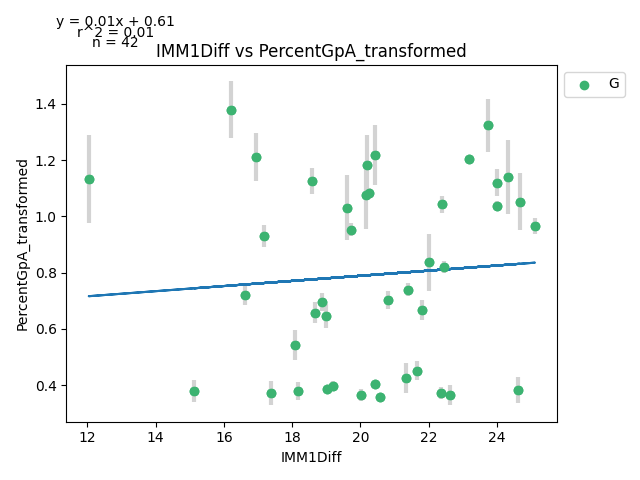 y = 0.01x + 0.61
r^2 = 0.01
n = 42
IMM1Diff vs PercentGpA_transformed
G
PercentGpA_transformed
1.4
1.2
1.0
0.8
0.6
0.4
12 14 16 18 20 22 24
IMM1Diff